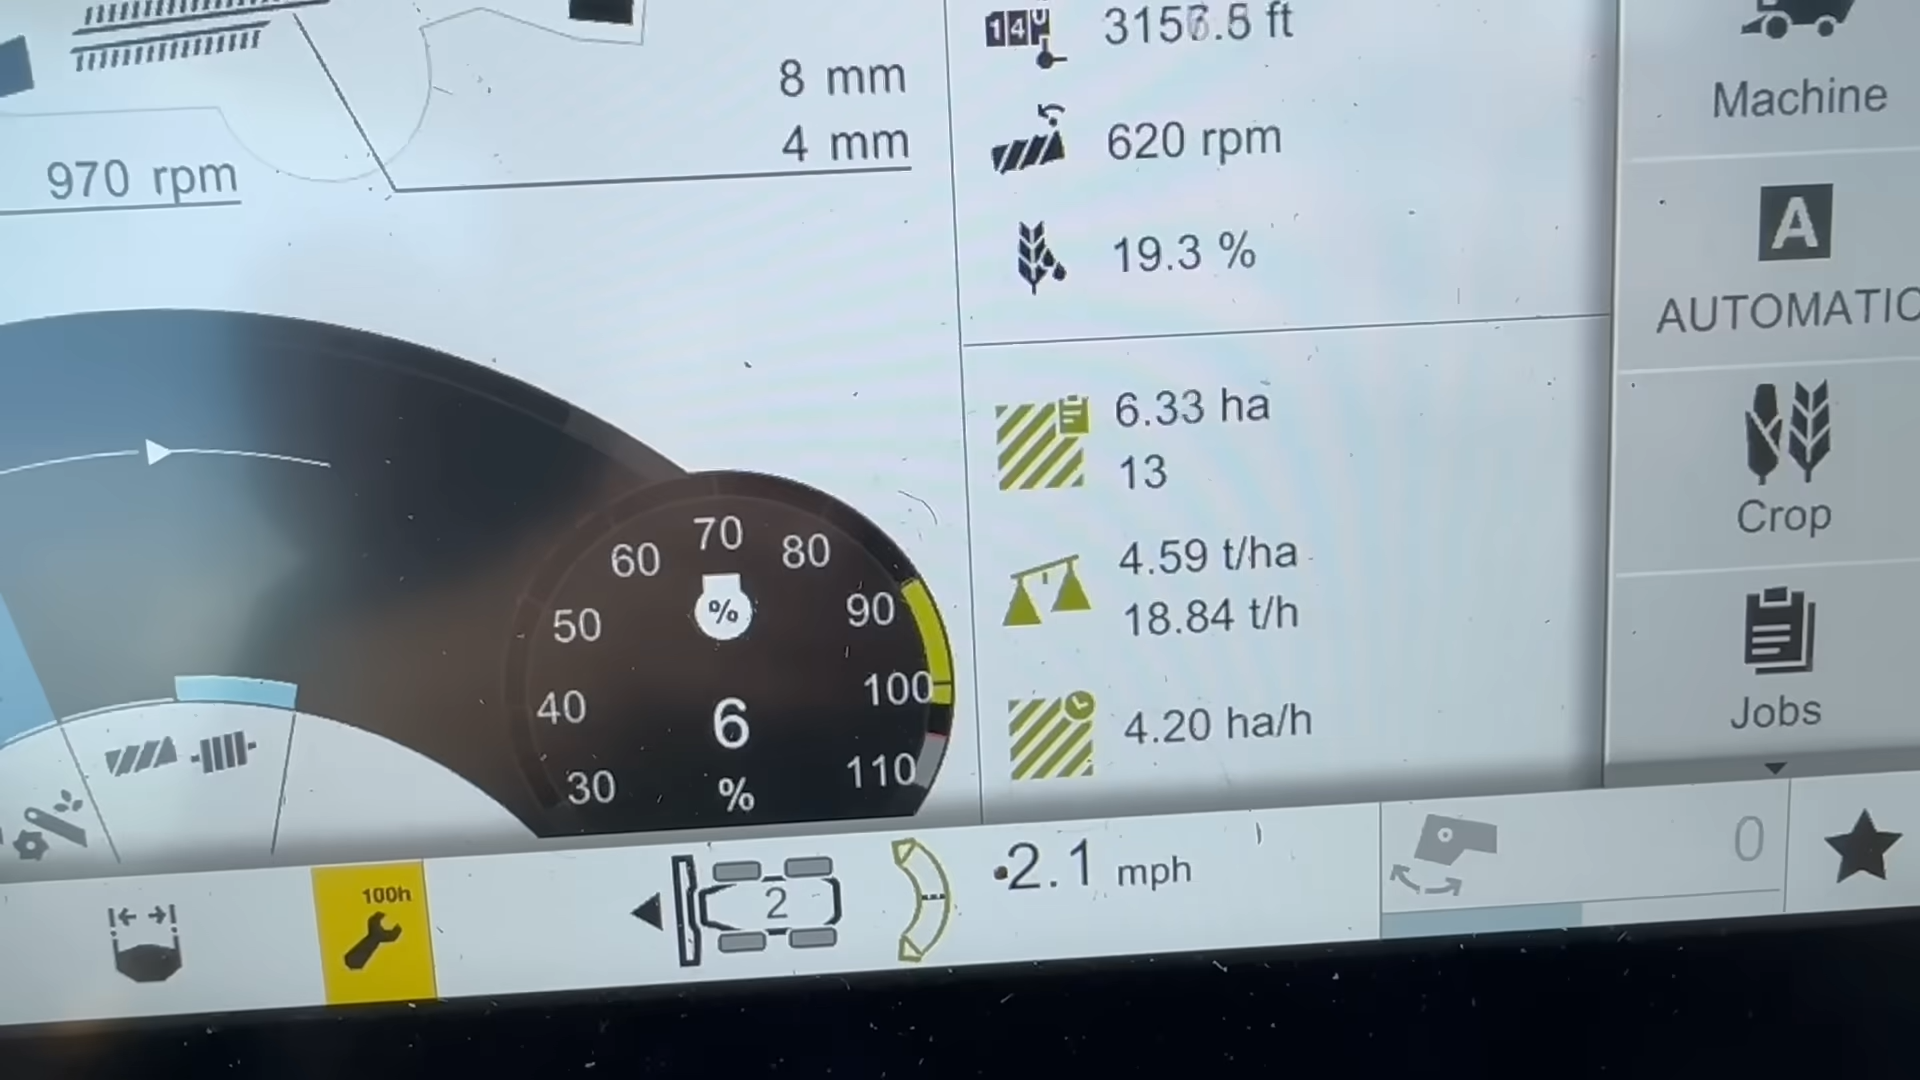 8 mm
4 mm
970 rpm
14
620 rpm
19.3 %
6.33 ha
13
4.59 t/ha
18.84 t/h
4.20 ha/h
30
40
50
60
70
80
90
100
110
%
6
%
Machine
A
AUTOMATIC
Crop
Jobs
100h
2
2.1 mph
0